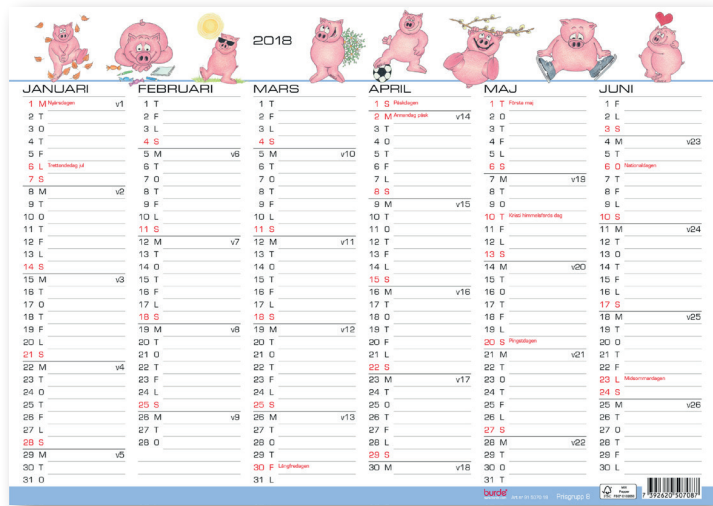 2018
JANUARI
1 M Nyårsdagen v1
2 T
3 O
4 T
5 F
6 L Trettondedag jul
7 S
8 M v2
9 T
10 O
11 T
12 F
13 L
14 S
15 M v3
16 T
17 O
18 T
19 F
20 L
21 S
22 M v4
23 T
24 O
25 T
26 F
27 L
28 S
29 M v5
30 T
31 O
FEBRUARI
1 T
2 F
3 L
4 S
5 M v6
6 T
7 O
8 T
9 F
10 L
11 S
12 M v7
13 T
14 O
15 T
16 F
17 L
18 S
19 M v8
20 T
21 O
22 T
23 F
24 L
25 S
26 M v9
27 T
28 O
MARS
1 T
2 F
3 L
4 S
5 M v10
6 T
7 O
8 T
9 F
10 L
11 S
12 M v11
13 T
14 O
15 T
16 F
17 L
18 S
19 M v12
20 T
21 O
22 T
23 F
24 L
25 S
26 M v13
27 T
28 O
29 T
30 F Långfredagen
31 L
APRIL
1 S Påskdagen
2 M Annandag påsk v14
3 T
4 O
5 T
6 F
7 L
8 S
9 M v15
10 T
11 O
12 T
13 F
14 L
15 S
16 M v16
17 T
18 O
19 T
20 F
21 L
22 S
23 M v17
24 T
25 O
26 T
27 F
28 L
29 S
30 M v18
MAJ
1 T Första maj
2 O
3 T
4 F
5 L
6 S
7 M v19
8 T
9 O
10 T Kristi himmelsfärds dag
11 F
12 L
13 S
14 M v20
15 T
16 O
17 T
18 F
19 L
20 S Pingstdagen
21 M v21
22 T
23 O
24 T
25 F
26 L
27 S
28 M v22
29 T
30 O
31 T
JUNI
1 F
2 L
3 S
4 M v23
5 T
6 O Nationaldagen
7 T
8 F
9 L
10 S
11 M v24
12 T
13 O
14 T
15 F
16 L
17 S
18 M v25
19 T
20 O
21 T
22 F
23 L Midsommardagen
24 S
25 M v26
26 T
27 O
28 T
29 F
30 L
burde Prisgrupp B
FSC
MIX
Paper
7 392620 507087